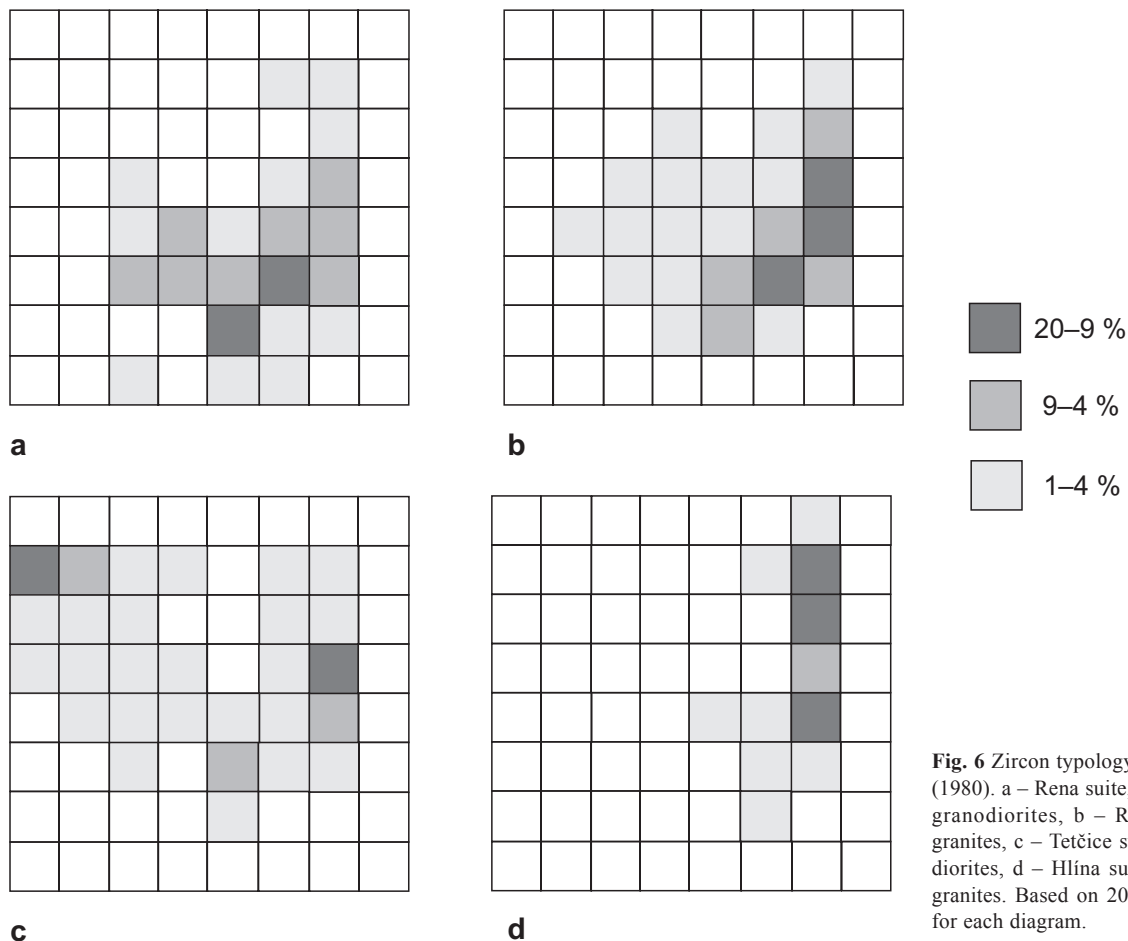 a
b
20–9 %
9–4 %
1–4 %
c
d
Fig. 6 Zircon typology
(1980). a – Rena suite
granodiorites, b – R
granites, c – Tetčice s
diorites, d – Hlína su
granites. Based on 20
for each diagram.